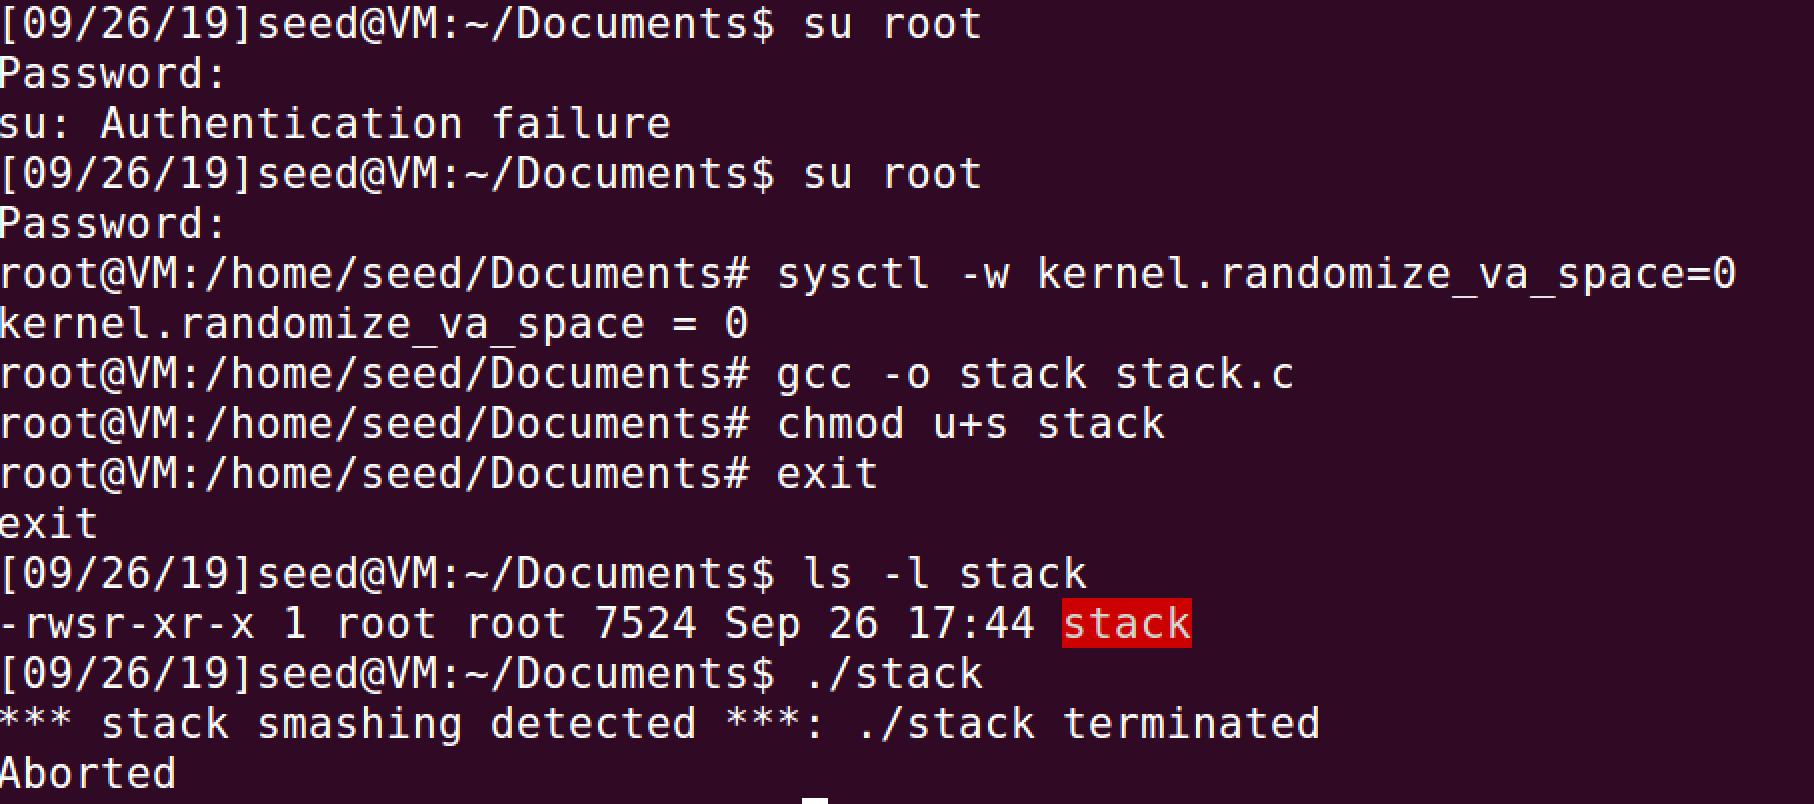 [09/26/19]seed@VM:~/Documents$ su root
Password:
su: Authentication failure
[09/26/19]seed@VM:~/Documents$ su root
Password:
root@VM:/home/seed/Documents# sysctl -w kernel.randomize_va_space=0
kernel.randomize_va_space = 0
root@VM:/home/seed/Documents# gcc -o stack stack.c
root@VM:/home/seed/Documents# chmod u+s stack
root@VM:/home/seed/Documents# exit
exit
[09/26/19]seed@VM:~/Documents$ ls -l stack
-rwsr-xr-x 1 root root 7524 Sep 26 17:44 stack
[09/26/19]seed@VM:~/Documents$ ./stack
*** stack smashing detected ***: ./stack terminated
Aborted